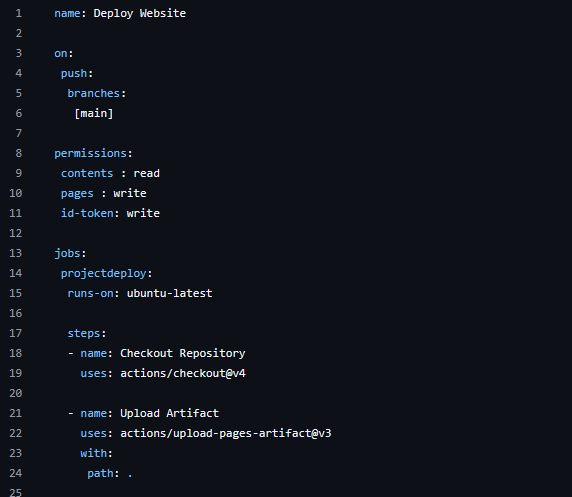 1 name: Deploy Website
2
3 on:
4  push:
5   branches:
6    [main]
7
8 permissions:
9  contents : read
10  pages : write
11  id-token: write
12
13 jobs:
14  projectdeploy:
15   runs-on: ubuntu-latest
16
17   steps:
18   - name: Checkout Repository
19     uses: actions/checkout@v4
20
21   - name: Upload Artifact
22     uses: actions/upload-pages-artifact@v3
23     with:
24      path: .
25